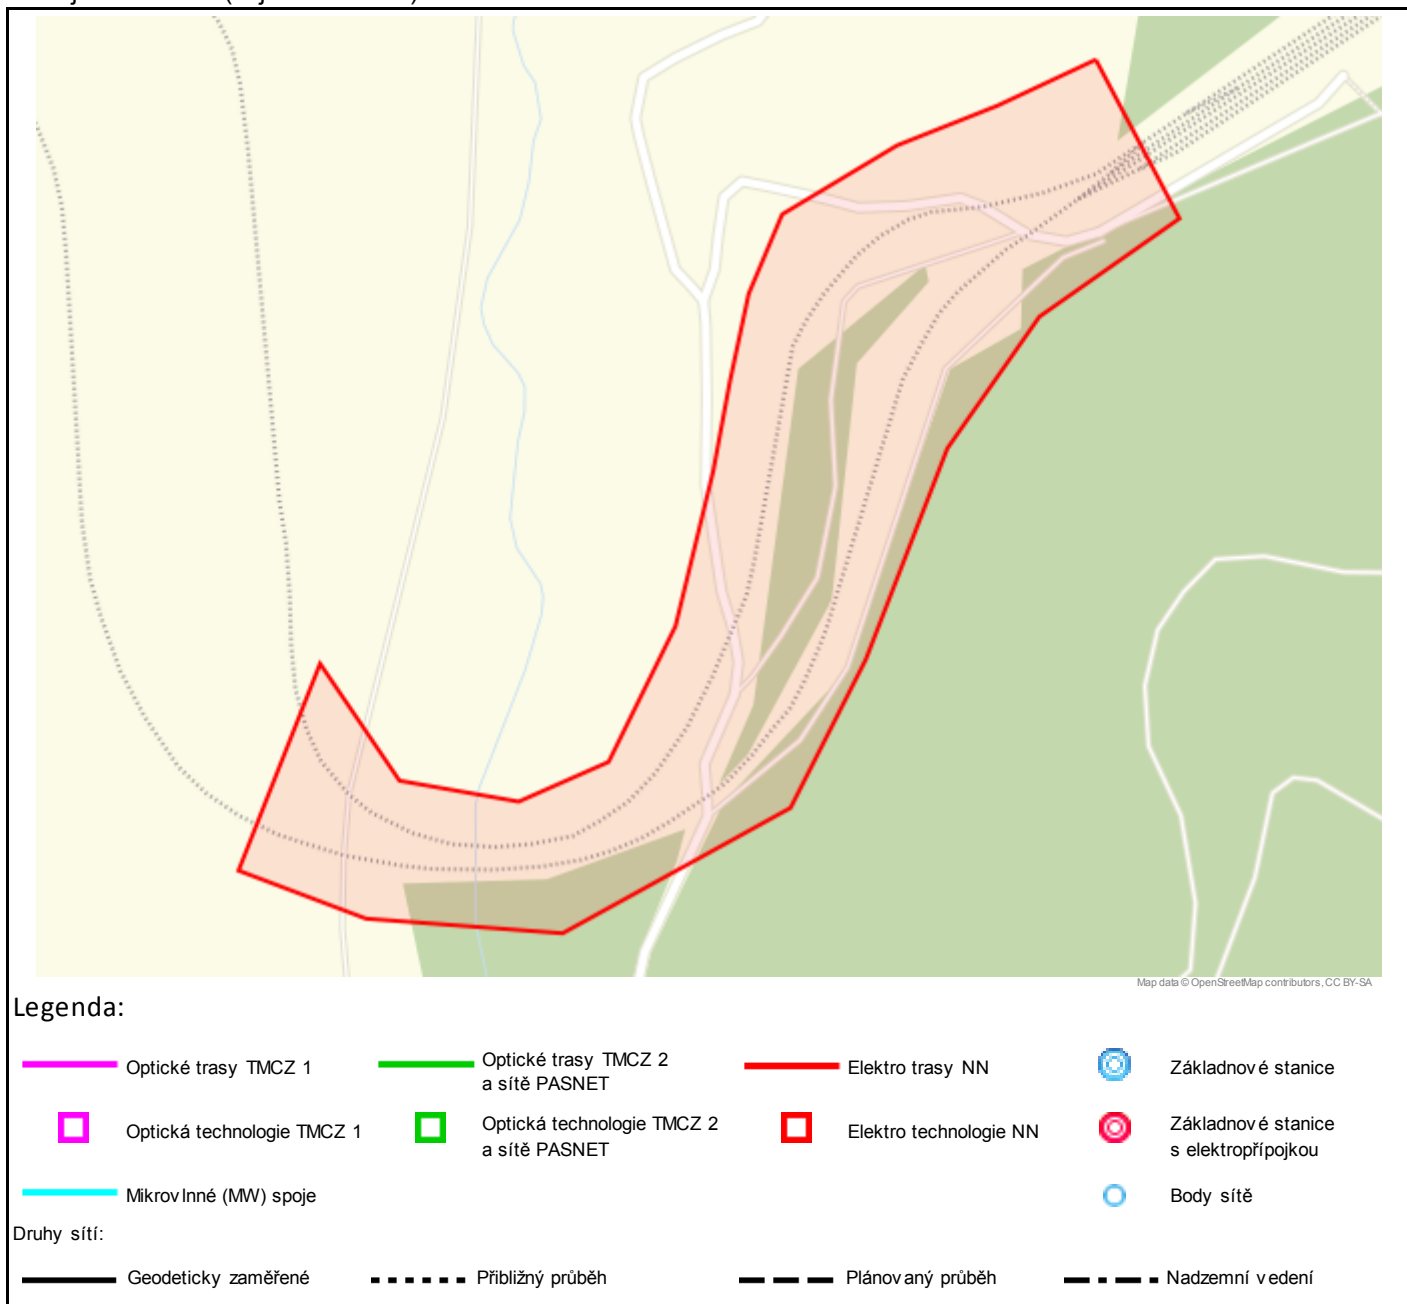 Map data © OpenStreetMap contributors, CC BY-SA
Legenda:
Optické trasy TMCZ 1
Optické trasy TMCZ 2
a sítě PASNET
Elektro trasy NN
Základnové stanice
Optická technologie TMCZ 1
Optická technologie TMCZ 2
a sítě PASNET
Elektro technologie NN
Základnové stanice
s elektropřípojkou
Mikrovlnné (MW) spoje
Body sítě
Druhy sítí:
Geodeticky zaměřené
Přibližný průběh
Plánovaný průběh
Nadzemní vedení